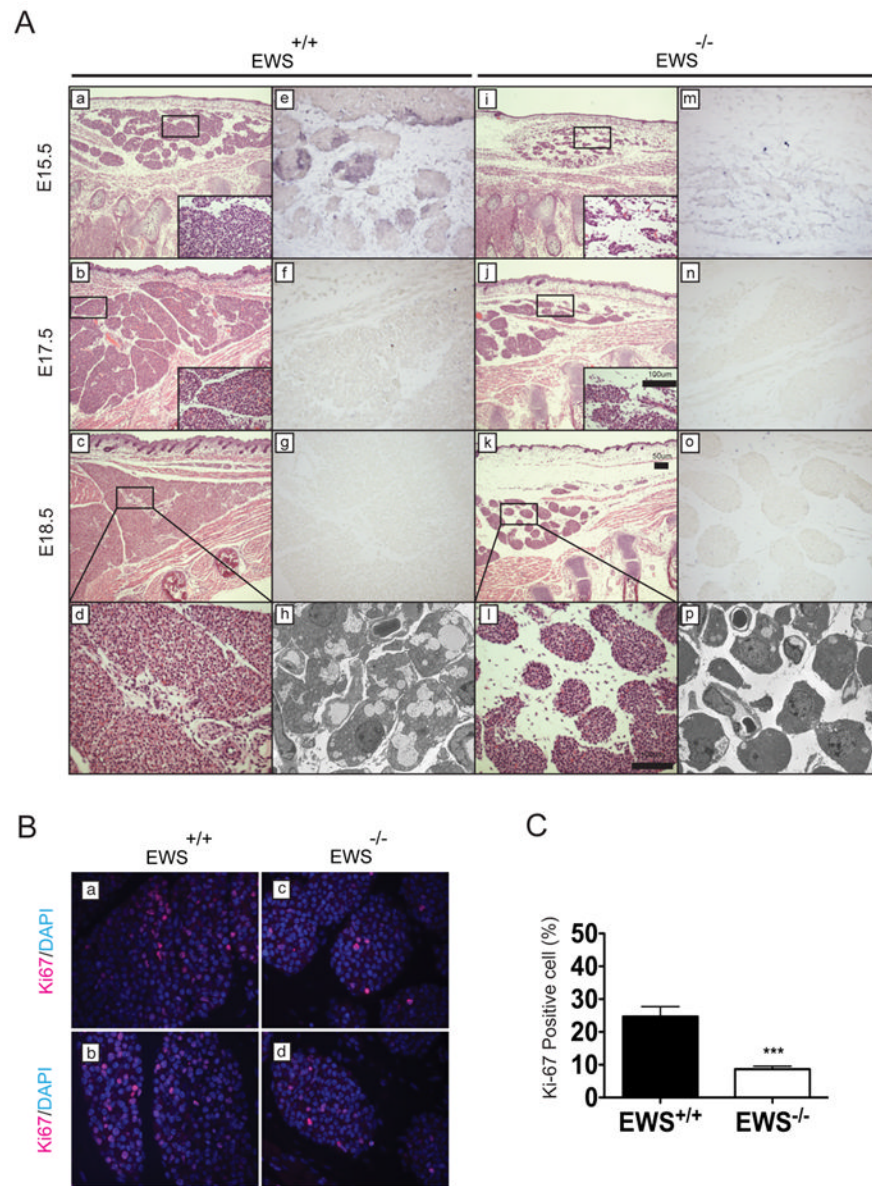 A
EWS+/+ EWS-/-
a e i m
E15.5
b f j n
E17.5
100um
c g k o
E18.5
50um
d h l p
B
EWS+/+ EWS-/-
a c
Ki67/DAPI
b d
Ki67/DAPI
C
Ki-67 Positive cell (%)
50
40
30
20
10
0
***
EWS+/+ EWS-/-